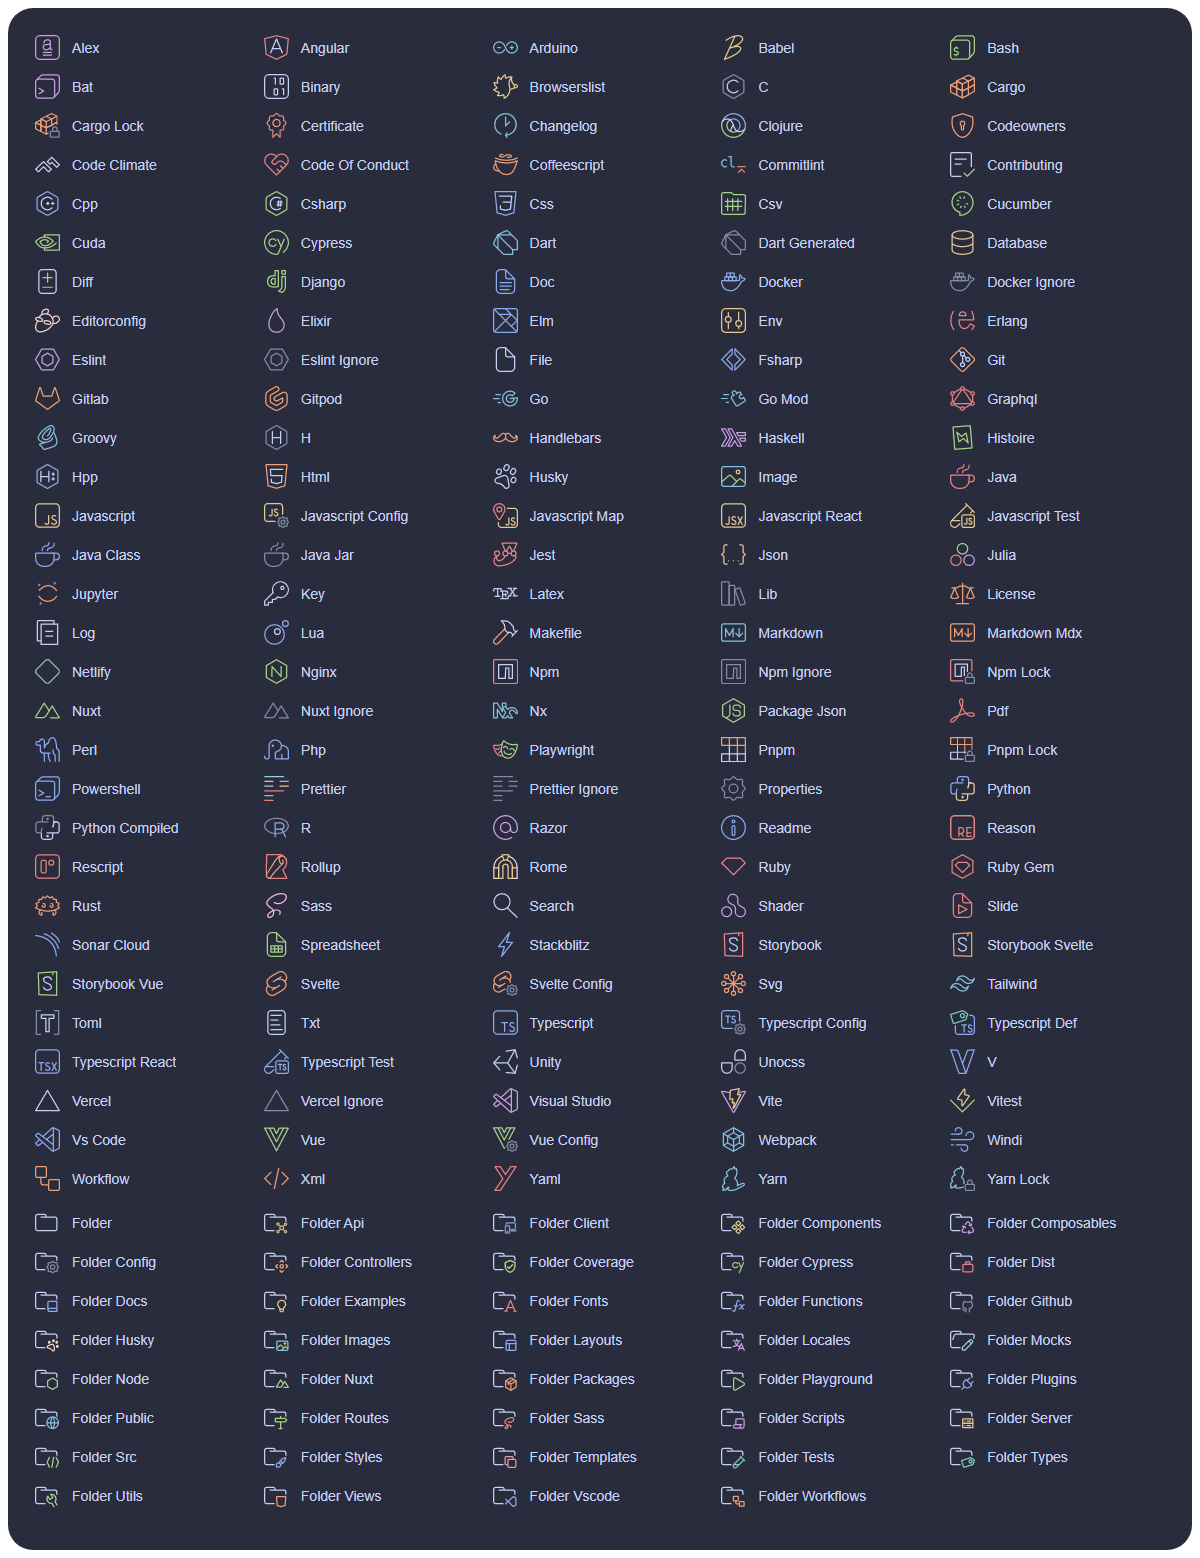 Alex Angular Arduino Babel Bash
Bat Binary Browserslist C Cargo
Cargo Lock Certificate Changelog Clojure Codeowners
Code Climate Code Of Conduct Coffeescript Commitlint Contributing
Cpp Csharp Css Csv Cucumber
Cuda Cypress Dart Dart Generated Database
Diff Django Doc Docker Docker Ignore
Editorconfig Elixir Elm Env Erlang
Eslint Eslint Ignore File Fsharp Git
Gitlab Gitpod Go Go Mod Graphql
Groovy H Handlebars Haskell Histoire
Hpp Html Husky Image Java
Javascript Javascript Config Javascript Map Javascript React Javascript Test
Java Class Java Jar Jest Json Julia
Jupyter Key Latex Lib License
Log Lua Makefile Markdown Markdown Mdx
Netlify Nginx Npm Npm Ignore Npm Lock
Nuxt Nuxt Ignore Nx Package Json Pdf
Perl Php Playwright Pnpm Pnpm Lock
Powershell Prettier Prettier Ignore Properties Python
Python Compiled R Razor Readme Reason
Rescript Rollup Rome Ruby Ruby Gem
Rust Sass Search Shader Slide
Sonar Cloud Spreadsheet Stackblitz Storybook Storybook Svelte
Storybook Vue Svelte Svelte Config Svg Tailwind
Toml Txt Typescript Typescript Config Typescript Def
Typescript React Typescript Test Unity Unocss V
Vercel Vercel Ignore Visual Studio Vite Vitest
Vs Code Vue Vue Config Webpack Windi
Workflow Xml Yaml Yarn Yarn Lock
Folder Folder Api Folder Client Folder Components Folder Composables
Folder Config Folder Controllers Folder Coverage Folder Cypress Folder Dist
Folder Docs Folder Examples Folder Fonts Folder Functions Folder Github
Folder Husky Folder Images Folder Layouts Folder Locales Folder Mocks
Folder Node Folder Nuxt Folder Packages Folder Playground Folder Plugins
Folder Public Folder Routes Folder Sass Folder Scripts Folder Server
Folder Src Folder Styles Folder Templates Folder Tests Folder Types
Folder Utils Folder Views Folder Vscode Folder Workflows